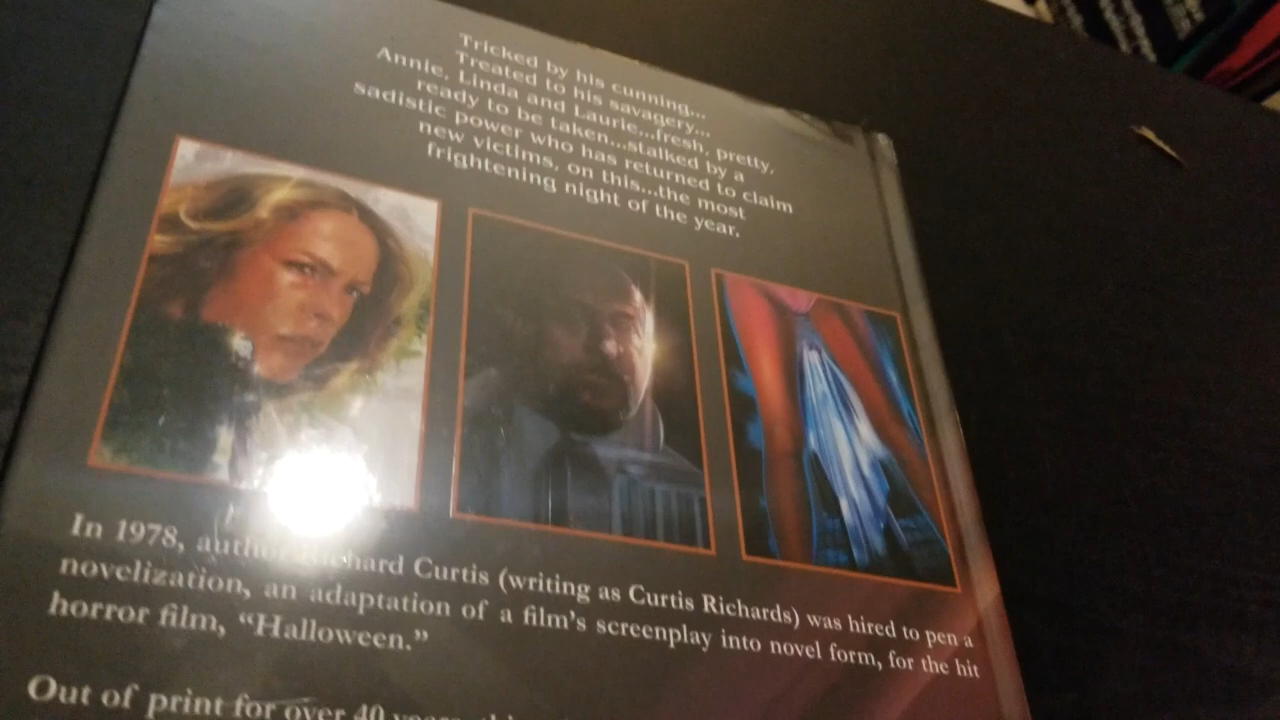 Tricked by his cunning...
Treated to his savagery...
Annie, Linda and Laurie...fresh, pretty,
ready to be taken...stalked by a
sadistic power who has returned to claim
new victims, on this...the most
frightening night of the year.
In 1978, author Richard Curtis (writing as Curtis Richards) was hired to pen a
novelization, an adaptation of a film's screenplay into novel form, for the hit
horror film, “Halloween.”
Out of print for over 40 years, thi